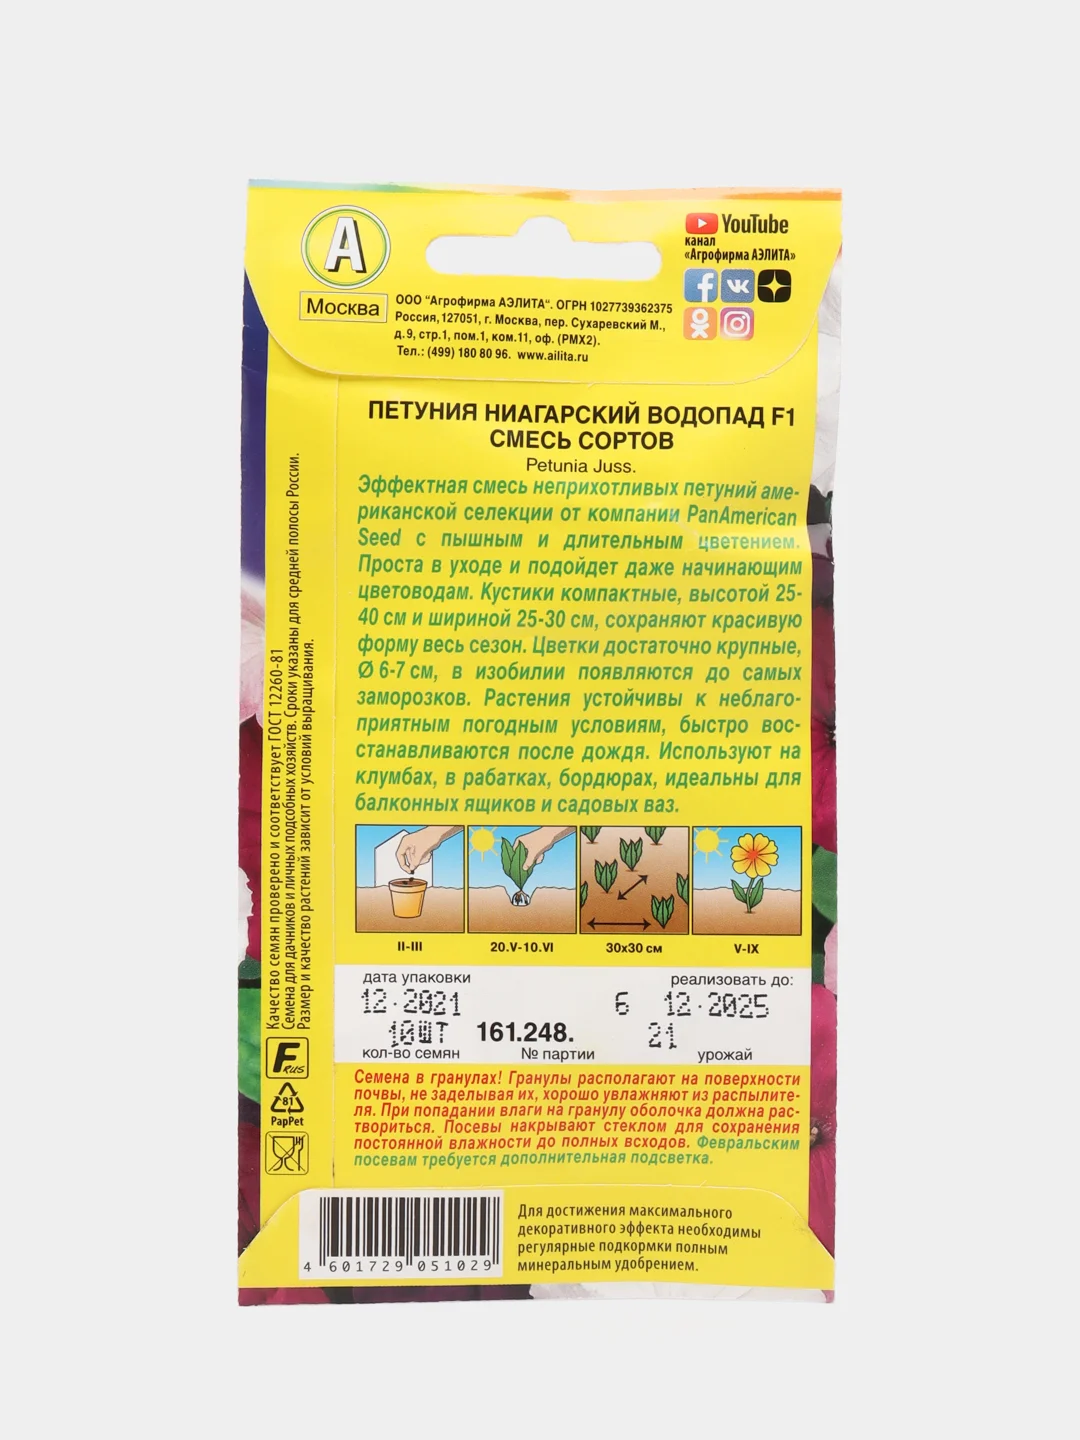 А
Москва
ООО "Агрофирма АЭЛИТА". ОГРН 1027739362375
Россия,127051, г. Москва, пер. Сухаревский М.,
д.9, стр.1, пом.1, ком.11, оф. (РМХ2).
Тел.: (499) 180 80 96. www.ailita.ru
YouTube
канал
«Агрофирма АЭЛИТА»
ПЕТУНИЯ НИАГАРСКИЙ ВОДОПАД F1
СМЕСЬ СОРТОВ
Petunia Juss.
Эффектная смесь неприхотливых петуний аме-
риканской селекции от компании PanAmerican
Seed с пышным и длительным цветением.
Проста в уходе и подойдет даже начинающим
цветоводам. Кустики компактные, высотой 25-
40 см и шириной 25-30 см, сохраняют красивую
форму весь сезон. Цветки достаточно крупные,
Ø 6-7 см, в изобилии появляются до самых
заморозков. Растения устойчивы к неблаго-
приятным погодным условиям, быстро вос-
станавливаются после дождя. Используют на
клумбах, в рабатках, бордюрах, идеальны для
балконных ящиков и садовых ваз.
II-III
20.V-10.VI
30x30 см
V-IX
дата упаковки
реализовать до:
12.2021
6 12.2025
10ШТ 161.248. 21
кол-во семян № партии урожай
Семена в гранулах! Гранулы располагают на поверхности
почвы, не заделывая их, хорошо увлажняют из распылите-
ля. При попадании влаги на гранулу оболочка должна рас-
твориться. Посевы накрывают стеклом для сохранения
постоянной влажности до полных всходов. Февральским
посевам требуется дополнительная подсветка.
Качество семян проверено и соответствует ГОСТ 12260-81
Семена для дачников и личных подсобных хозяйств. Сроки указаны для средней полосы России.
Размер и качество растений зависит от условий выращивания.
F RUS
81
PapPet
4 601729 051029
Для достижения максимального
декоративного эффекта необходимы
регулярные подкормки полным
минеральным удобрением.